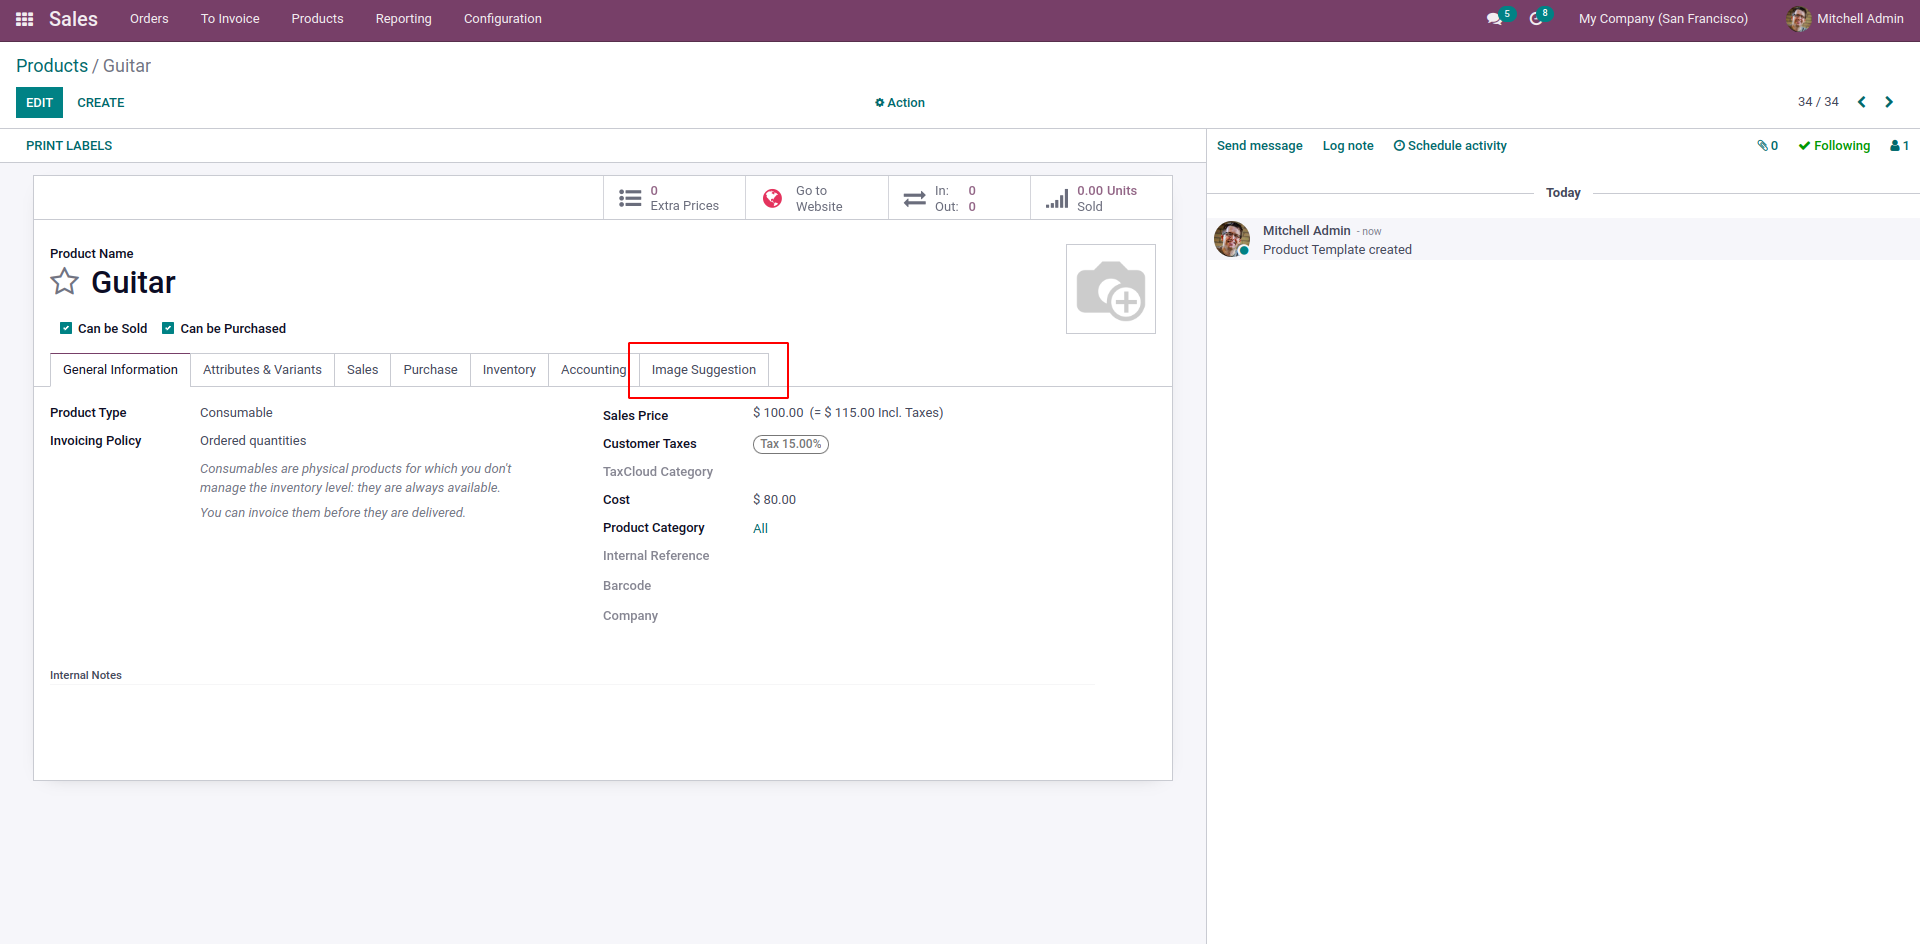 Sales Orders To Invoice Products Reporting Configuration 5 8 My Company (San Francisco) Mitchell Admin
Products / Guitar
EDIT CREATE Action 34 / 34
PRINT LABELS
Send message Log note Schedule activity 0 Following 1
0
Extra Prices
Go to
Website
In: 0
Out: 0
0.00 Units
Sold
Today
Mitchell Admin - now
Product Template created
Product Name
Guitar
Can be Sold Can be Purchased
General Information Attributes & Variants Sales Purchase Inventory Accounting Image Suggestion
Product Type Consumable
Invoicing Policy Ordered quantities
Consumables are physical products for which you don't
manage the inventory level: they are always available.
You can invoice them before they are delivered.
Sales Price $ 100.00 (= $ 115.00 Incl. Taxes)
Customer Taxes Tax 15.00%
TaxCloud Category
Cost $ 80.00
Product Category All
Internal Reference
Barcode
Company
Internal Notes